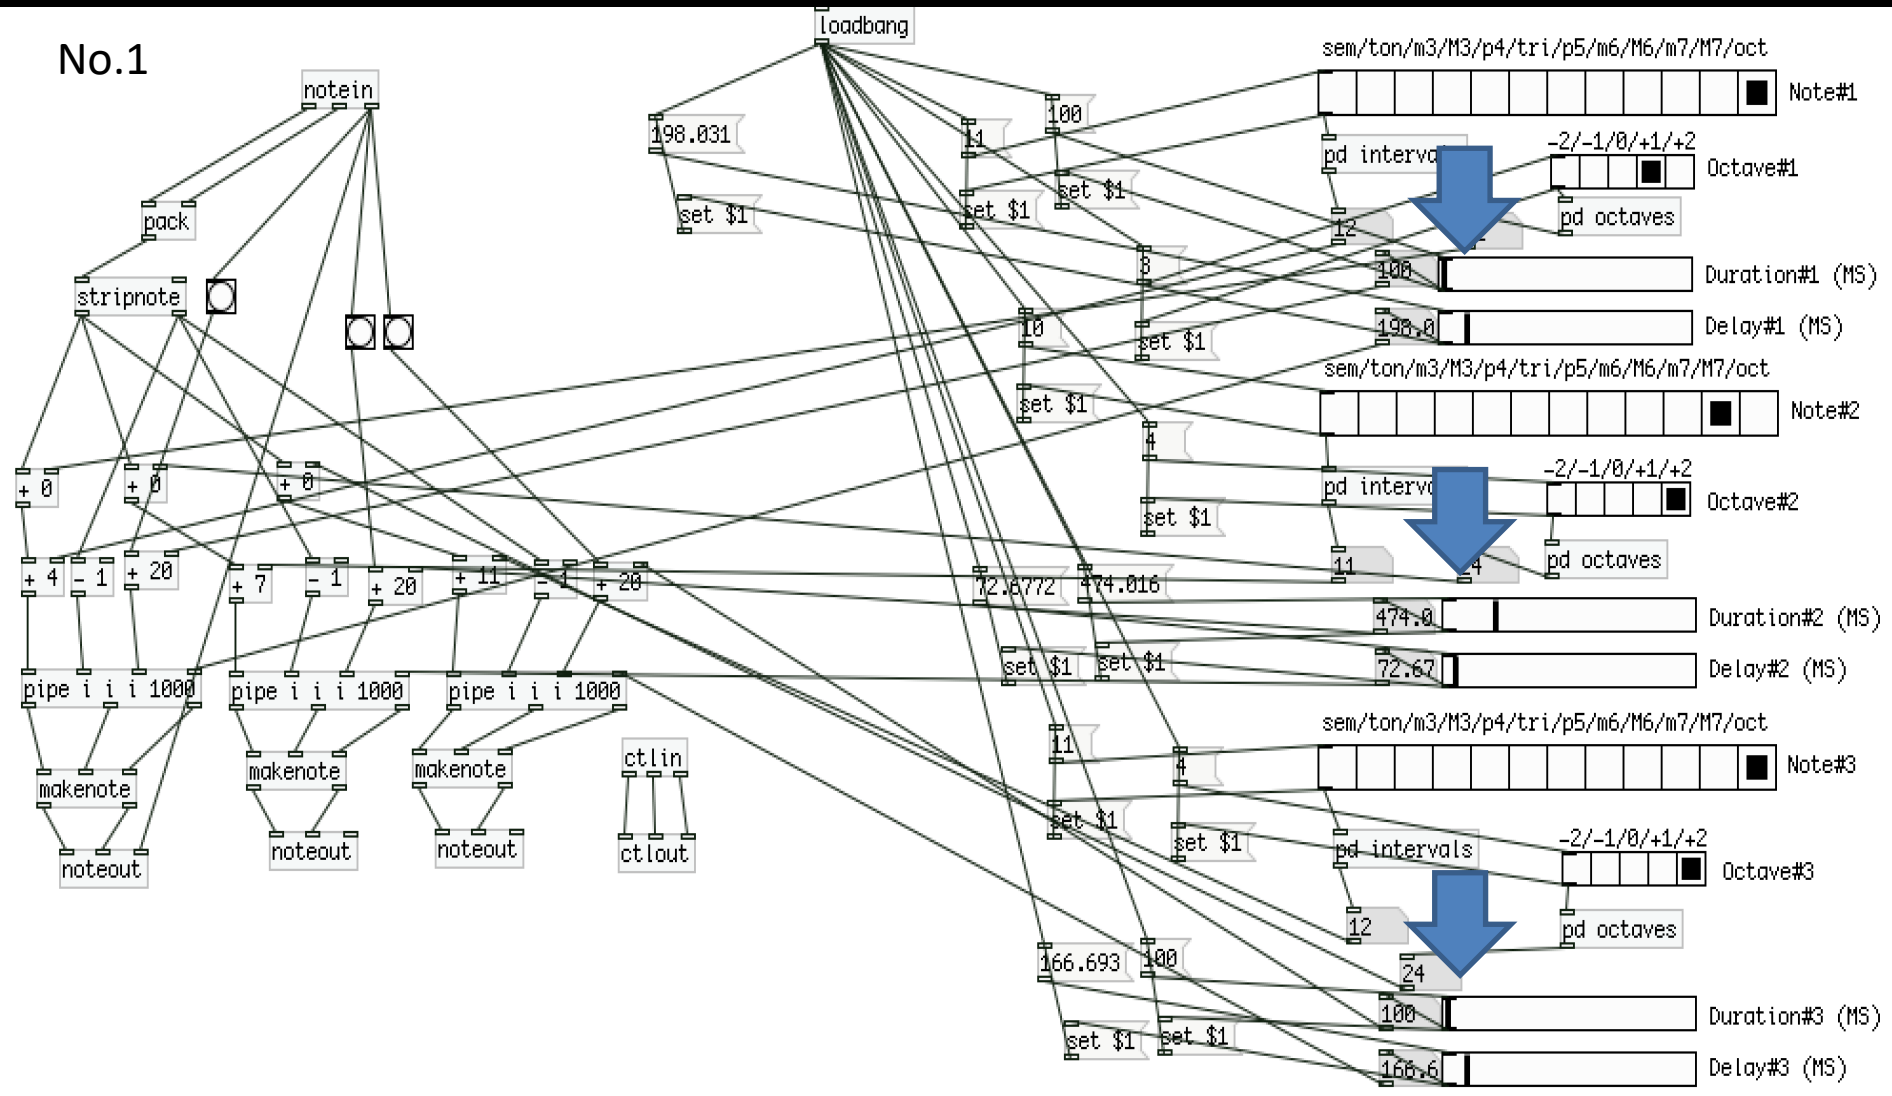 No.1
loadbang
notein
sem/ton/m3/M3/p4/tri/p5/m6/M6/m7/M7/oct
Note#1
198.031
11
100
pd intervals
-2/-1/0/+1/+2
Octave#1
pack
set $1
set $1
set $1
12
pd octaves
stripnote
3
100
Duration#1 (MS)
10
set $1
198.0
Delay#1 (MS)
sem/ton/m3/M3/p4/tri/p5/m6/M6/m7/M7/oct
set $1
Note#2
4
+ 0
+ 0
+ 0
pd interva
-2/-1/0/+1/+2
Octave#2
set $1
+ 4
- 1
+ 20
+ 7
- 1
+ 20
+ 11
- 1
+ 20
72.6772
474.016
11
24
pd octaves
474.0
Duration#2 (MS)
set $1
set $1
72.67
Delay#2 (MS)
pipe i i i 1000
pipe i i i 1000
pipe i i i 1000
sem/ton/m3/M3/p4/tri/p5/m6/M6/m7/M7/oct
11
4
Note#3
makenote
makenote
makenote
ctlin
set $1
set $1
pd intervals
-2/-1/0/+1/+2
noteout
noteout
noteout
ctlout
Octave#3
12
pd octaves
166.693
100
24
100
Duration#3 (MS)
set $1
set $1
166.6
Delay#3 (MS)